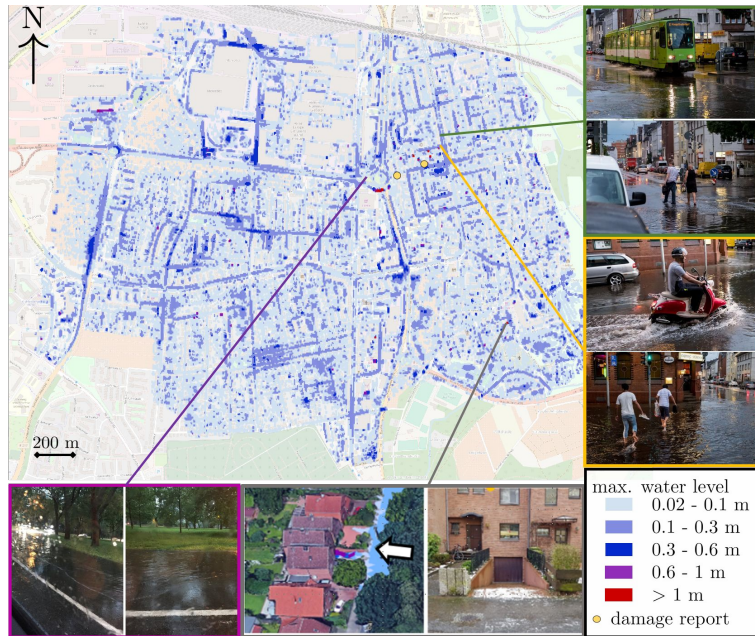 N
200 m
max. water level
0.02 - 0.1 m
0.1 - 0.3 m
0.3 - 0.6 m
0.6 - 1 m
> 1 m
damage report